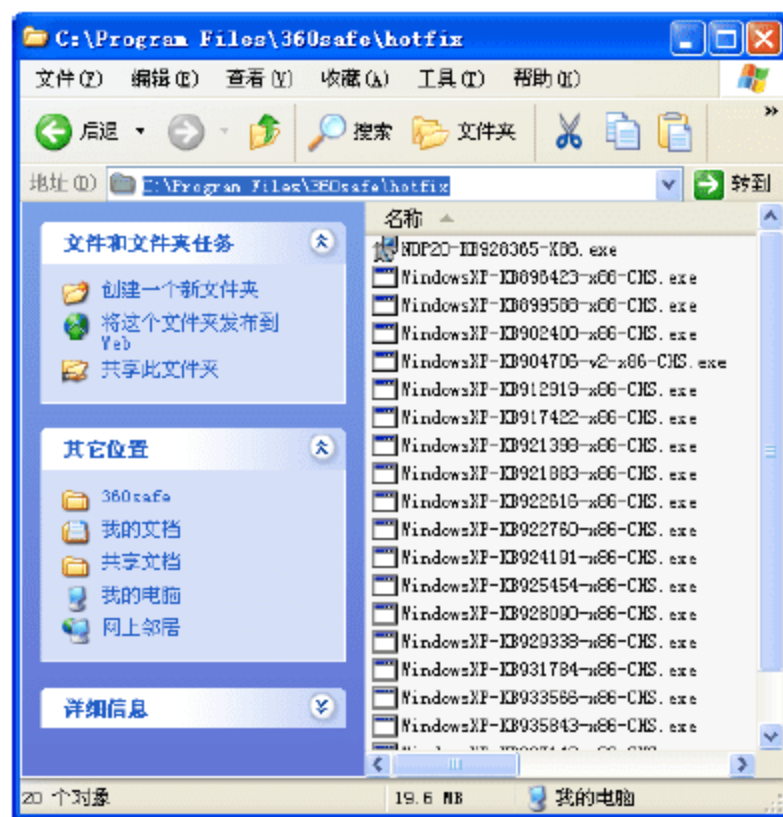 C:\Program Files\360safe\hotfix
文件(F) 编辑(E) 查看(V) 收藏(A) 工具(T) 帮助(H)
后退 搜索 文件夹 »
地址(D) C:\Program Files\360safe\hotfix 转到
名称
文件和文件夹任务
创建一个新文件夹
将这个文件夹发布到
Web
共享此文件夹
其它位置
360safe
我的文档
共享文档
我的电脑
网上邻居
详细信息
NDP20-KB928365-X86.exe
WindowsXP-KB896423-x86-CHS.exe
WindowsXP-KB899588-x86-CHS.exe
WindowsXP-KB902400-x86-CHS.exe
WindowsXP-KB904706-v2-x86-CHS.exe
WindowsXP-KB912919-x86-CHS.exe
WindowsXP-KB917422-x86-CHS.exe
WindowsXP-KB921398-x86-CHS.exe
WindowsXP-KB921883-x86-CHS.exe
WindowsXP-KB922616-x86-CHS.exe
WindowsXP-KB922760-x86-CHS.exe
WindowsXP-KB924191-x86-CHS.exe
WindowsXP-KB925454-x86-CHS.exe
WindowsXP-KB928090-x86-CHS.exe
WindowsXP-KB929338-x86-CHS.exe
WindowsXP-KB931784-x86-CHS.exe
WindowsXP-KB933566-x86-CHS.exe
WindowsXP-KB935843-x86-CHS.exe
20 个对象 19.6 MB 我的电脑